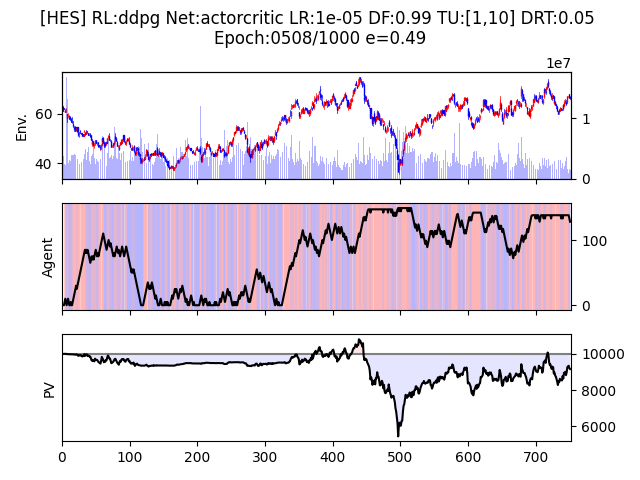 [HES] RL:ddpg Net:actorcritic LR:1e-05 DF:0.99 TU:[1,10] DRT:0.05
Epoch:0508/1000 e=0.49
1e7
Env.
60
40
1
0
Agent
100
0
PV
10000
8000
6000
0 100 200 300 400 500 600 700